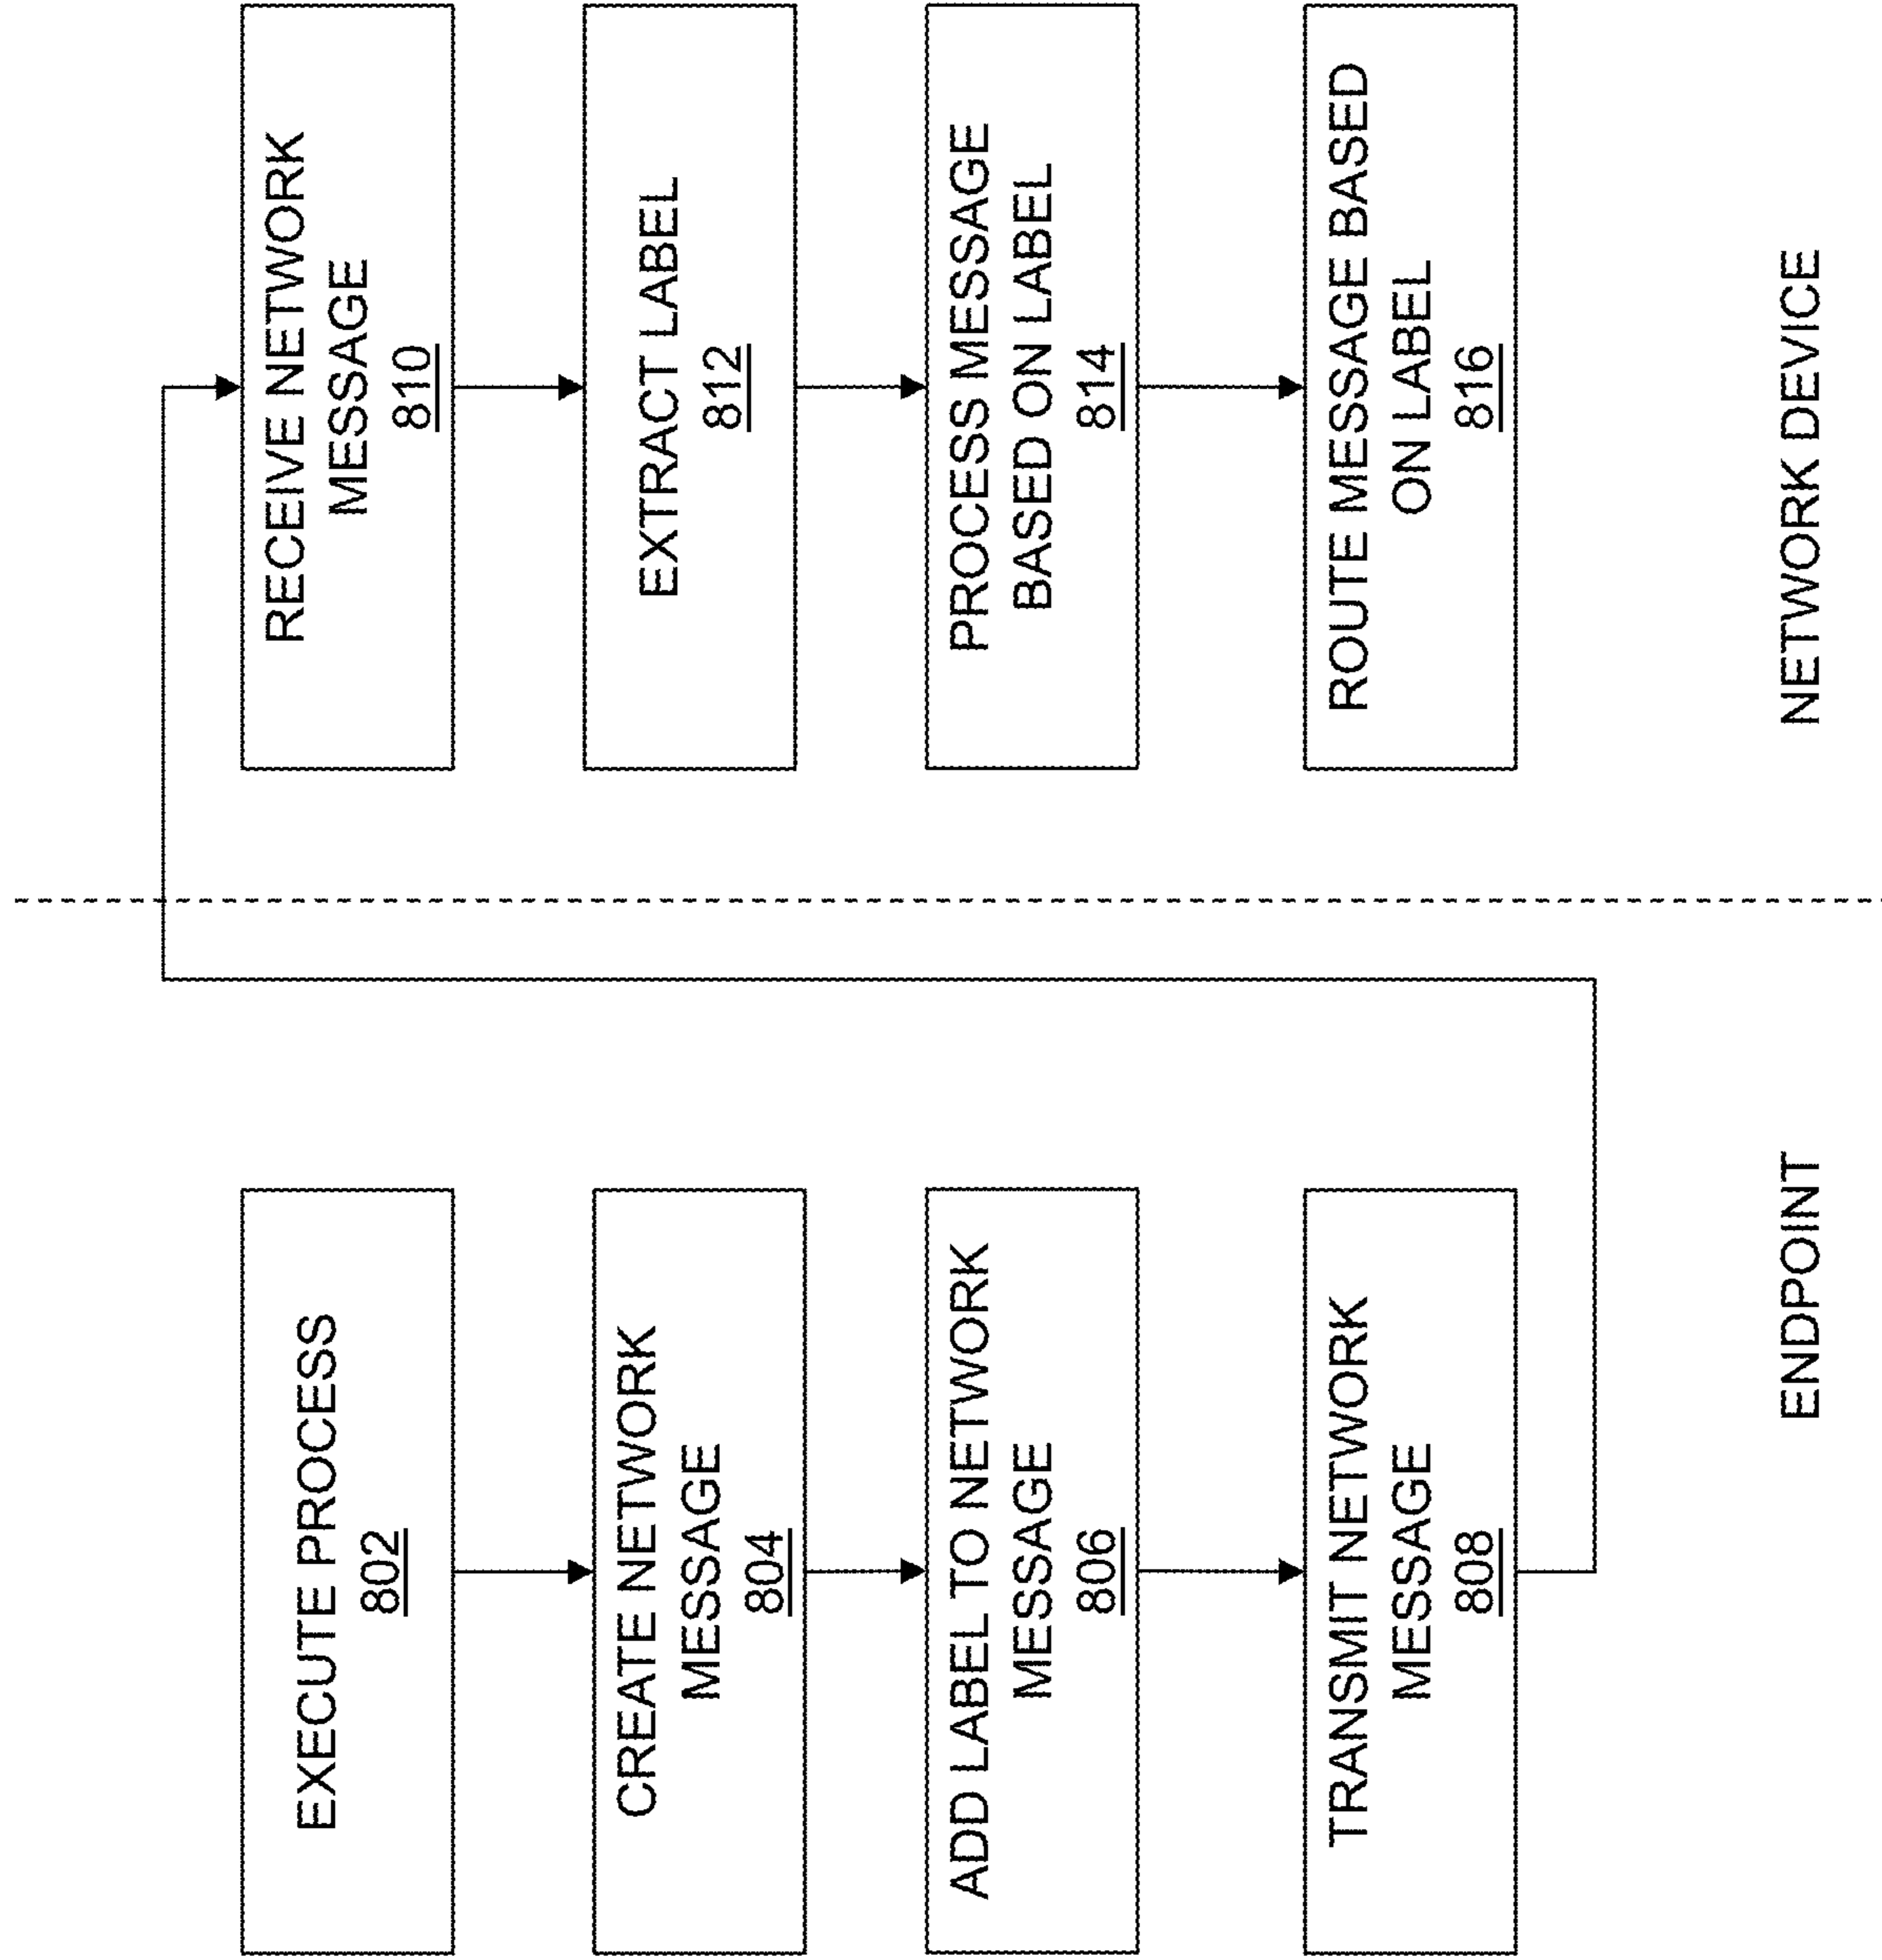 EXECUTE PROCESS
802
CREATE NETWORK
MESSAGE
804
ADD LABEL TO NETWORK
MESSAGE
806
TRANSMIT NETWORK
MESSAGE
808
ENDPOINT
RECEIVE NETWORK
MESSAGE
810
EXTRACT LABEL
812
PROCESS MESSAGE
BASED ON LABEL
814
ROUTE MESSAGE BASED
ON LABEL
816
NETWORK DEVICE